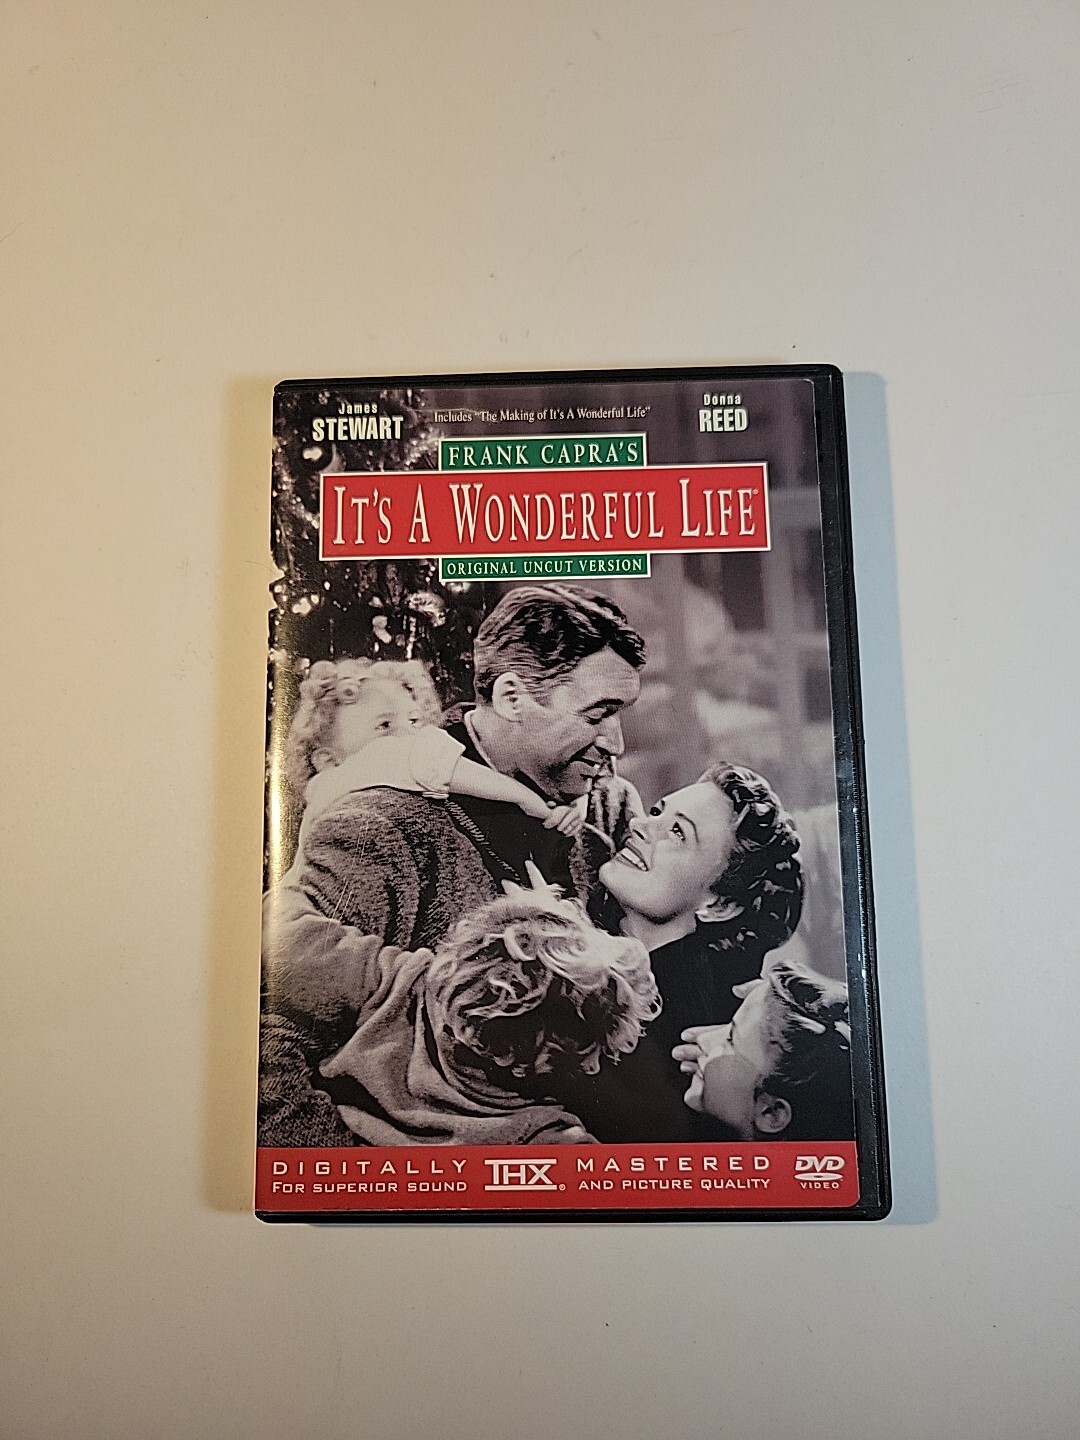 James
STEWART
Includes "The Making of It's A Wonderful Life"
Donna
REED
FRANK CAPRA'S
IT'S A WONDERFUL LIFE®
ORIGINAL UNCUT VERSION
DIGITALLY THX® MASTERED DVD
FOR SUPERIOR SOUND AND PICTURE QUALITY VIDEO